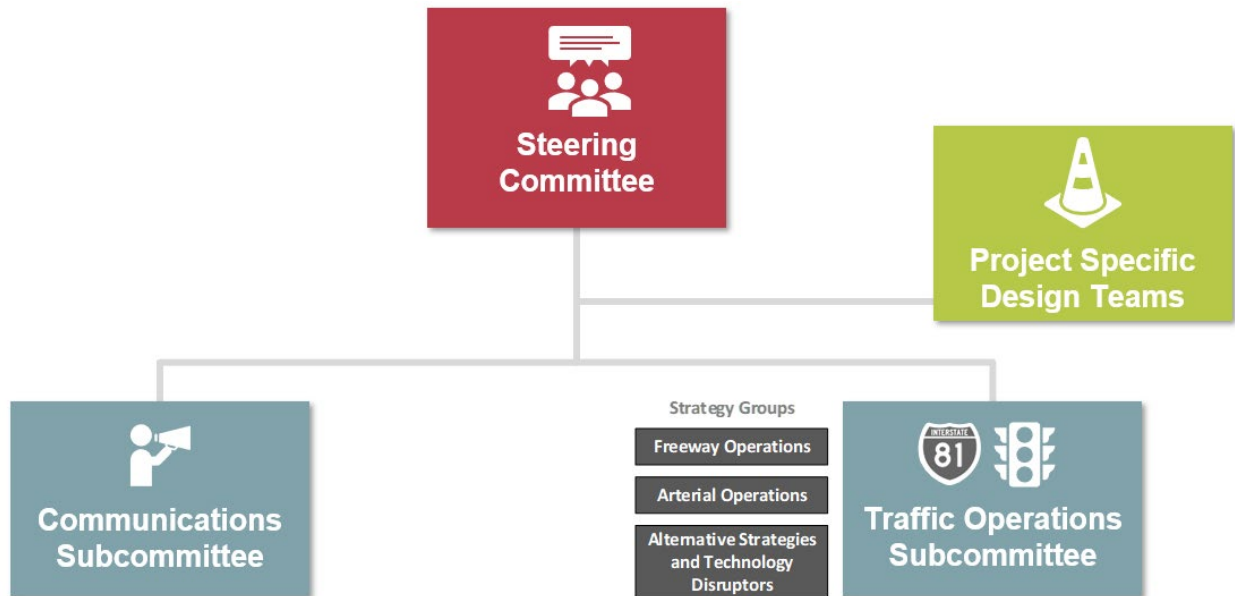 Steering
Committee
Project Specific
Design Teams
Communications
Subcommittee
Strategy Groups
Freeway Operations
Arterial Operations
Alternative Strategies
and Technology
Disruptors
INTERSTATE
81
Traffic Operations
Subcommittee